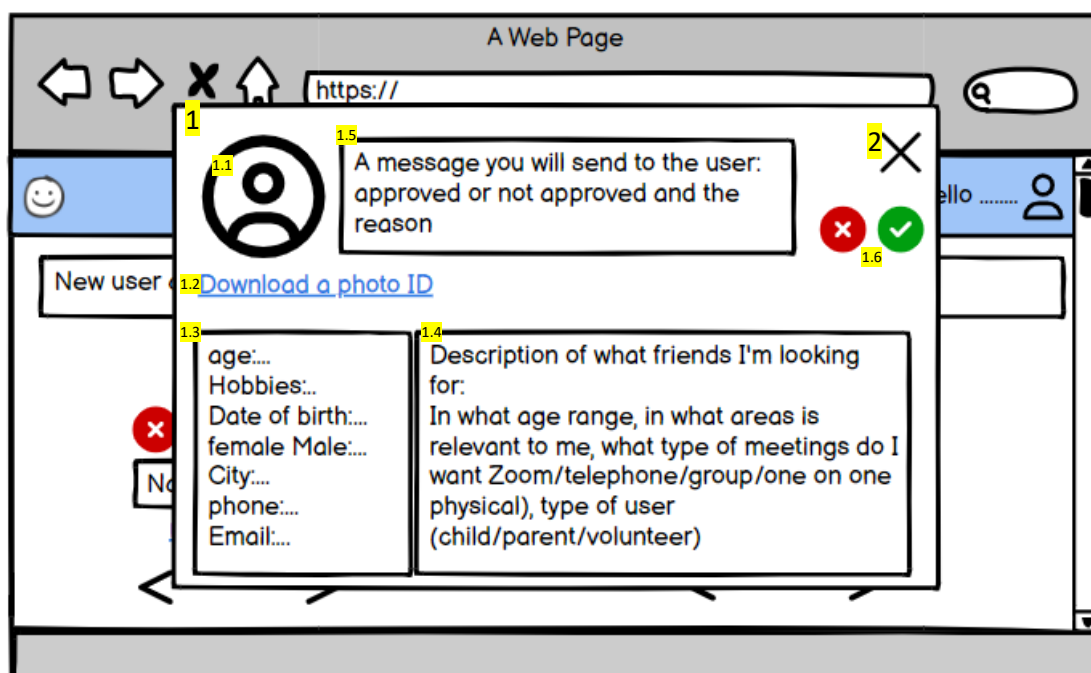 A Web Page
https://
1
1.1
1.5
A message you will send to the user:
approved or not approved and the
reason
2
ello ........
1.6
New user
1.2
Download a photo ID
1.3
age:...
Hobbies:..
Date of birth:...
female Male:...
City:...
phone:...
Email:...
1.4
Description of what friends I'm looking
for:
In what age range, in what areas is
relevant to me, what type of meetings do I
want Zoom/telephone/group/one on one
physical), type of user
(child/parent/volunteer)